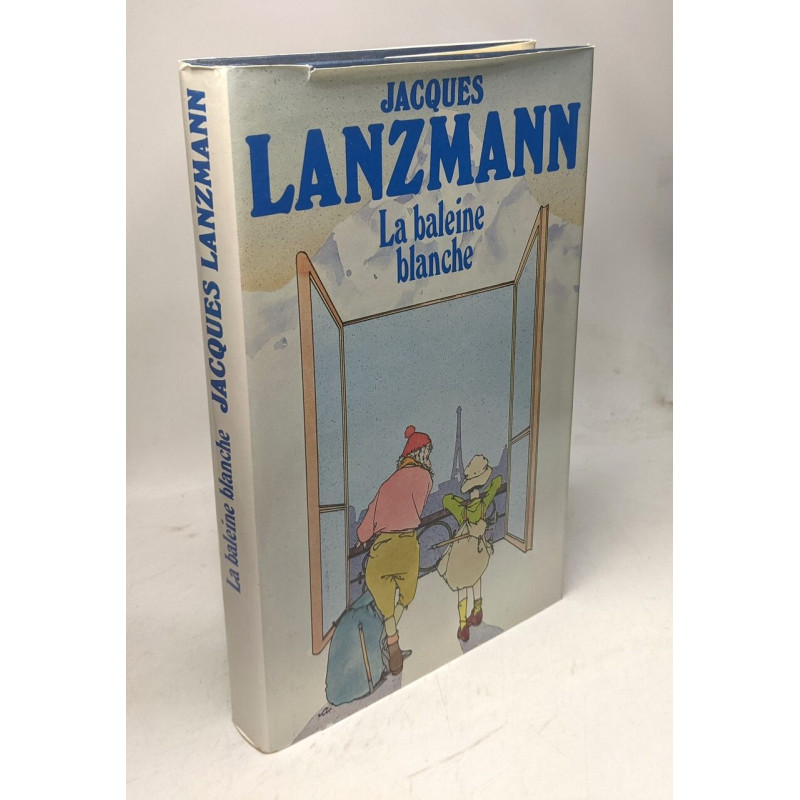 JACQUES
LANZMANN
La baleine
blanche
La baleine blanche JACQUES LANZMANN